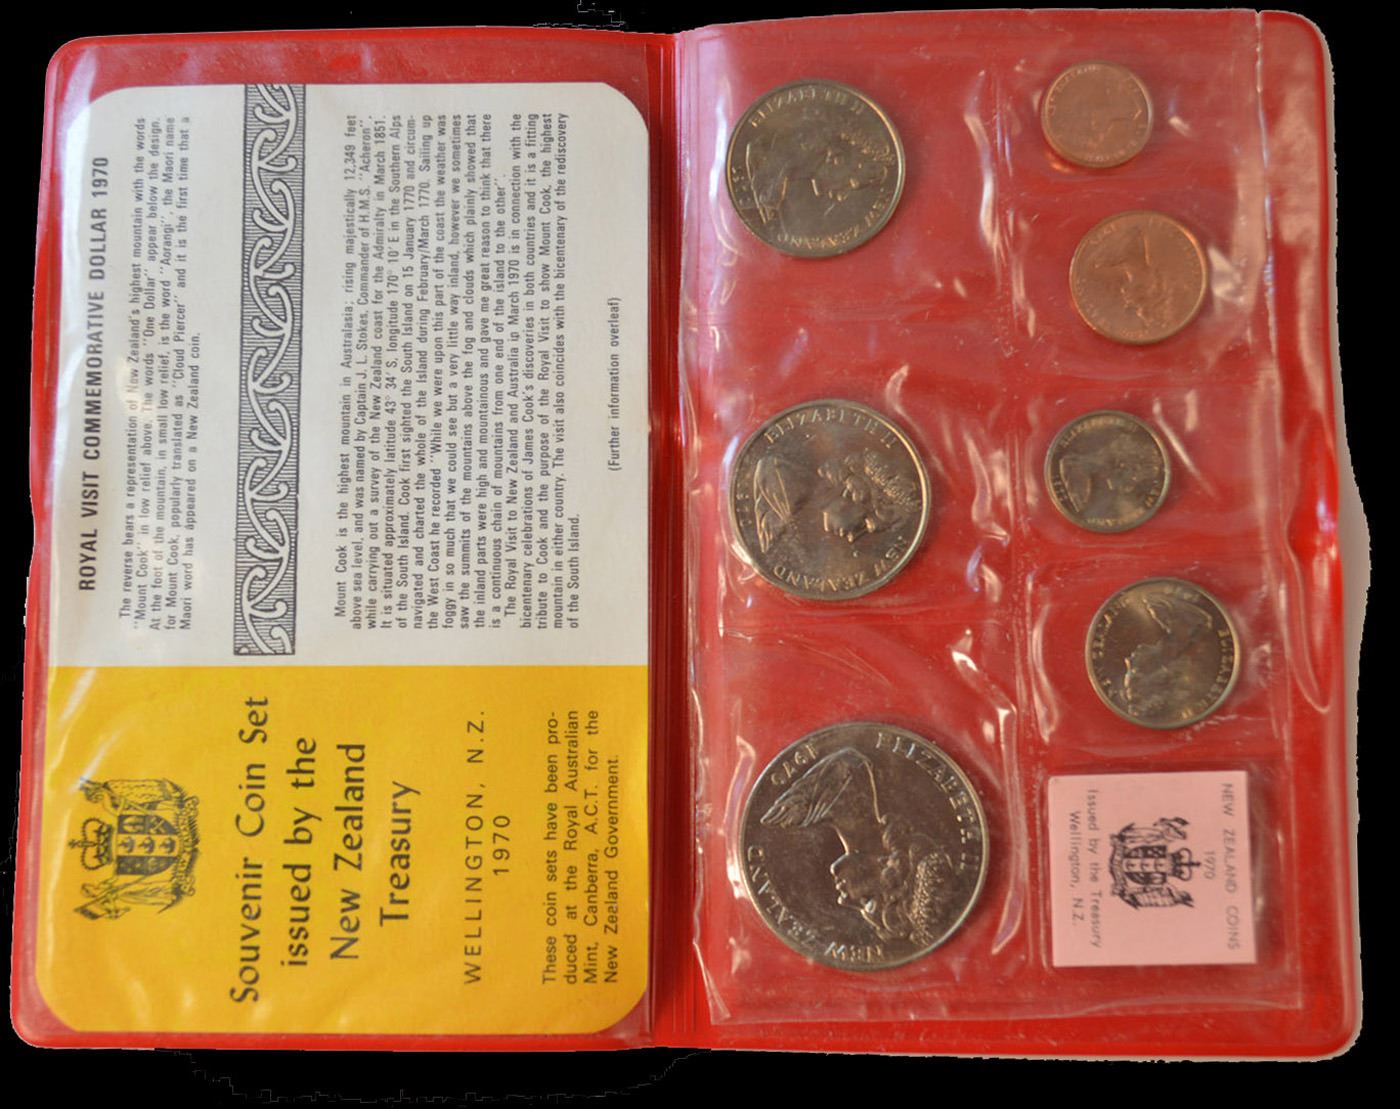 ROYAL VISIT COMMEMORATIVE DOLLAR 1970
The reverse bears a representation of New Zealand's highest mountain with the words
"Mount Cook" in low relief above. The words "One Dollar" appear below the design.
At the foot of the mountain, in small low relief, is the word "Aorangi", the Maori name
for Mount Cook, popularly translated as "Cloud Piercer" and it is the first time that a
Maori word has appeared on a New Zealand coin.
Mount Cook is the highest mountain in Australasia; rising majestically 12,349 feet
above sea level, and was named by Captain J. L. Stokes, Commander of H.M.S. "Acheron",
while carrying out a survey of the New Zealand coast for the Admiralty in March 1851.
It is situated approximately latitude 43° 34' S, longitude 170° 10' E in the Southern Alps
of the South Island. Cook first sighted the South Island on 15 January 1770 and circum-
navigated and charted the whole of the Island during February/March 1770. Sailing up
the West Coast he recorded "While we were upon this part of the coast the weather was
foggy in so much that we could see but a very little way inland, however we sometimes
saw the summits of the mountains above the fog and clouds which plainly showed that
the inland parts were high and mountainous and gave me great reason to think that there
is a continuous chain of mountains from one end of the island to the other".
The Royal Visit to New Zealand and Australia in March 1970 is in connection with the
bicentenary celebrations of James Cook's discoveries in both countries and it is a fitting
tribute to Cook and the purpose of the Royal Visit to show Mount Cook, the highest
mountain in either country. The visit also coincides with the bicentenary of the rediscovery
of the South Island.
(Further information overleaf)
Souvenir Coin Set
issued by the
New Zealand
Treasury
WELLINGTON, N.Z.
1970
These coin sets have been pro-
duced at the Royal Australian
Mint, Canberra, A.C.T. for the
New Zealand Government.
ELIZABETH II
NEW ZEALAND
ELIZABETH II
NEW ZEALAND
NEW ZEALAND 1970 ELIZABETH II
NEW ZEALAND
ELIZABETH II
NEW ZEALAND COINS
1970
Issued by the Treasury
Wellington, N.Z.